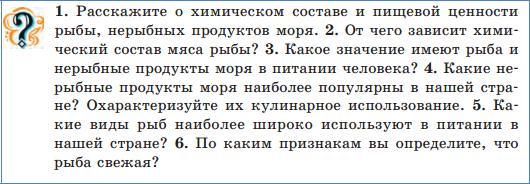 1. Расскажите о химическом составе и пищевой ценности
рыбы, нерыбных продуктов моря. 2. От чего зависит хими-
ческий состав мяса рыбы? 3. Какое значение имеют рыба и
нерыбные продукты моря в питании человека? 4. Какие не-
рыбные продукты моря наиболее популярны в нашей стра-
не? Охарактеризуйте их кулинарное использование. 5. Ка-
кие виды рыб наиболее широко используют в питании в
нашей стране? 6. По каким признакам вы определите, что
рыба свежая?